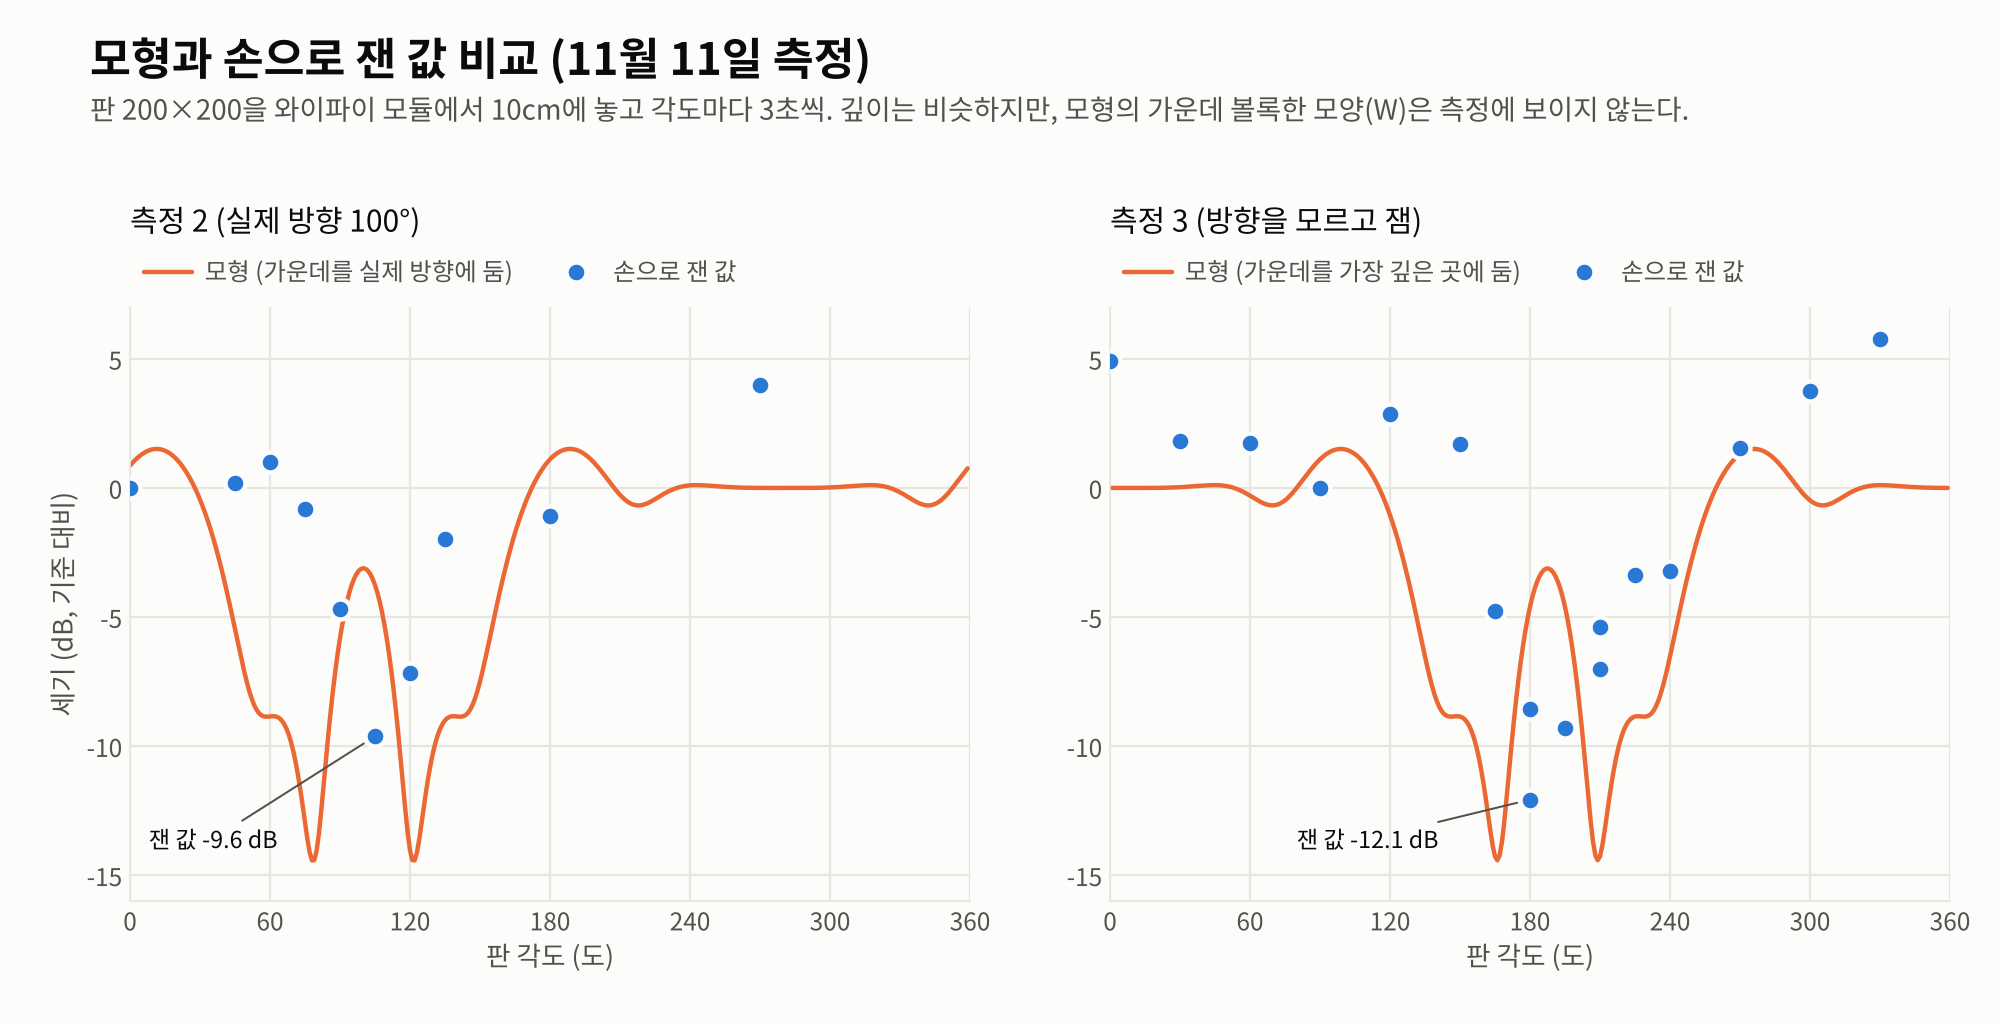 모형과 손으로 잰 값 비교 (11월 11일 측정)
판 200×200을 와이파이 모듈에서 10cm에 놓고 각도마다 3초씩. 깊이는 비슷하지만, 모형의 가운데 볼록한 모양(W)은 측정에 보이지 않는다.
측정 2 (실제 방향 100°)
모형 (가운데를 실제 방향에 둠)
손으로 잰 값
세기 (dB, 기준 대비)
5
0
-5
-10
-15
잰 값 -9.6 dB
0
60
120
180
240
300
360
판 각도 (도)
측정 3 (방향을 모르고 잼)
모형 (가운데를 가장 깊은 곳에 둠)
손으로 잰 값
5
0
-5
-10
-15
잰 값 -12.1 dB
0
60
120
180
240
300
360
판 각도 (도)